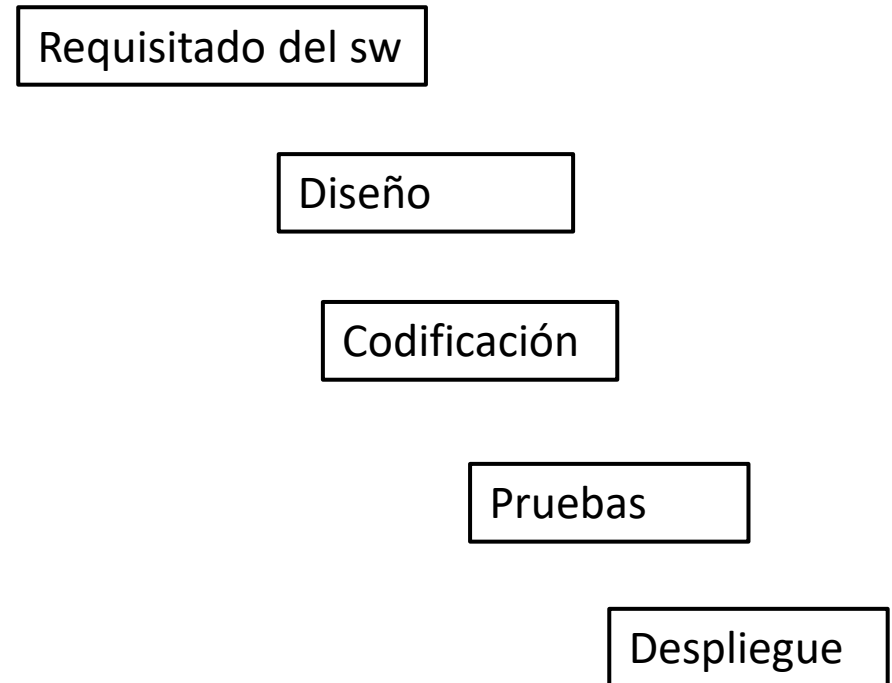 Requisitado del sw
Diseño
Codificación
Pruebas
Despliegue